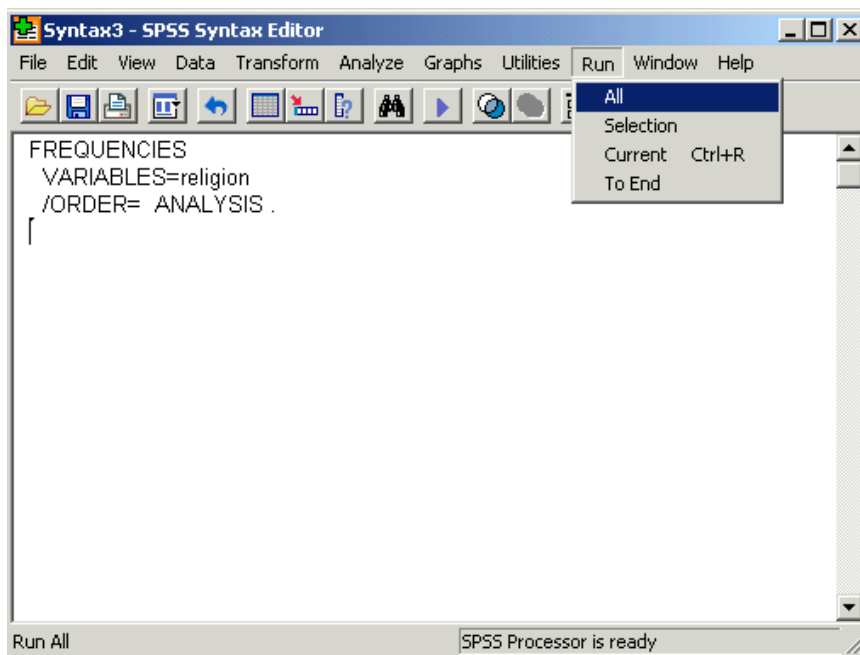 Syntax3 - SPSS Syntax Editor
File Edit View Data Transform Analyze Graphs Utilities Run Window Help
All
Selection
Current Ctrl+R
To End
FREQUENCIES
VARIABLES=religion
/ORDER= ANALYSIS .
Run All SPSS Processor is ready